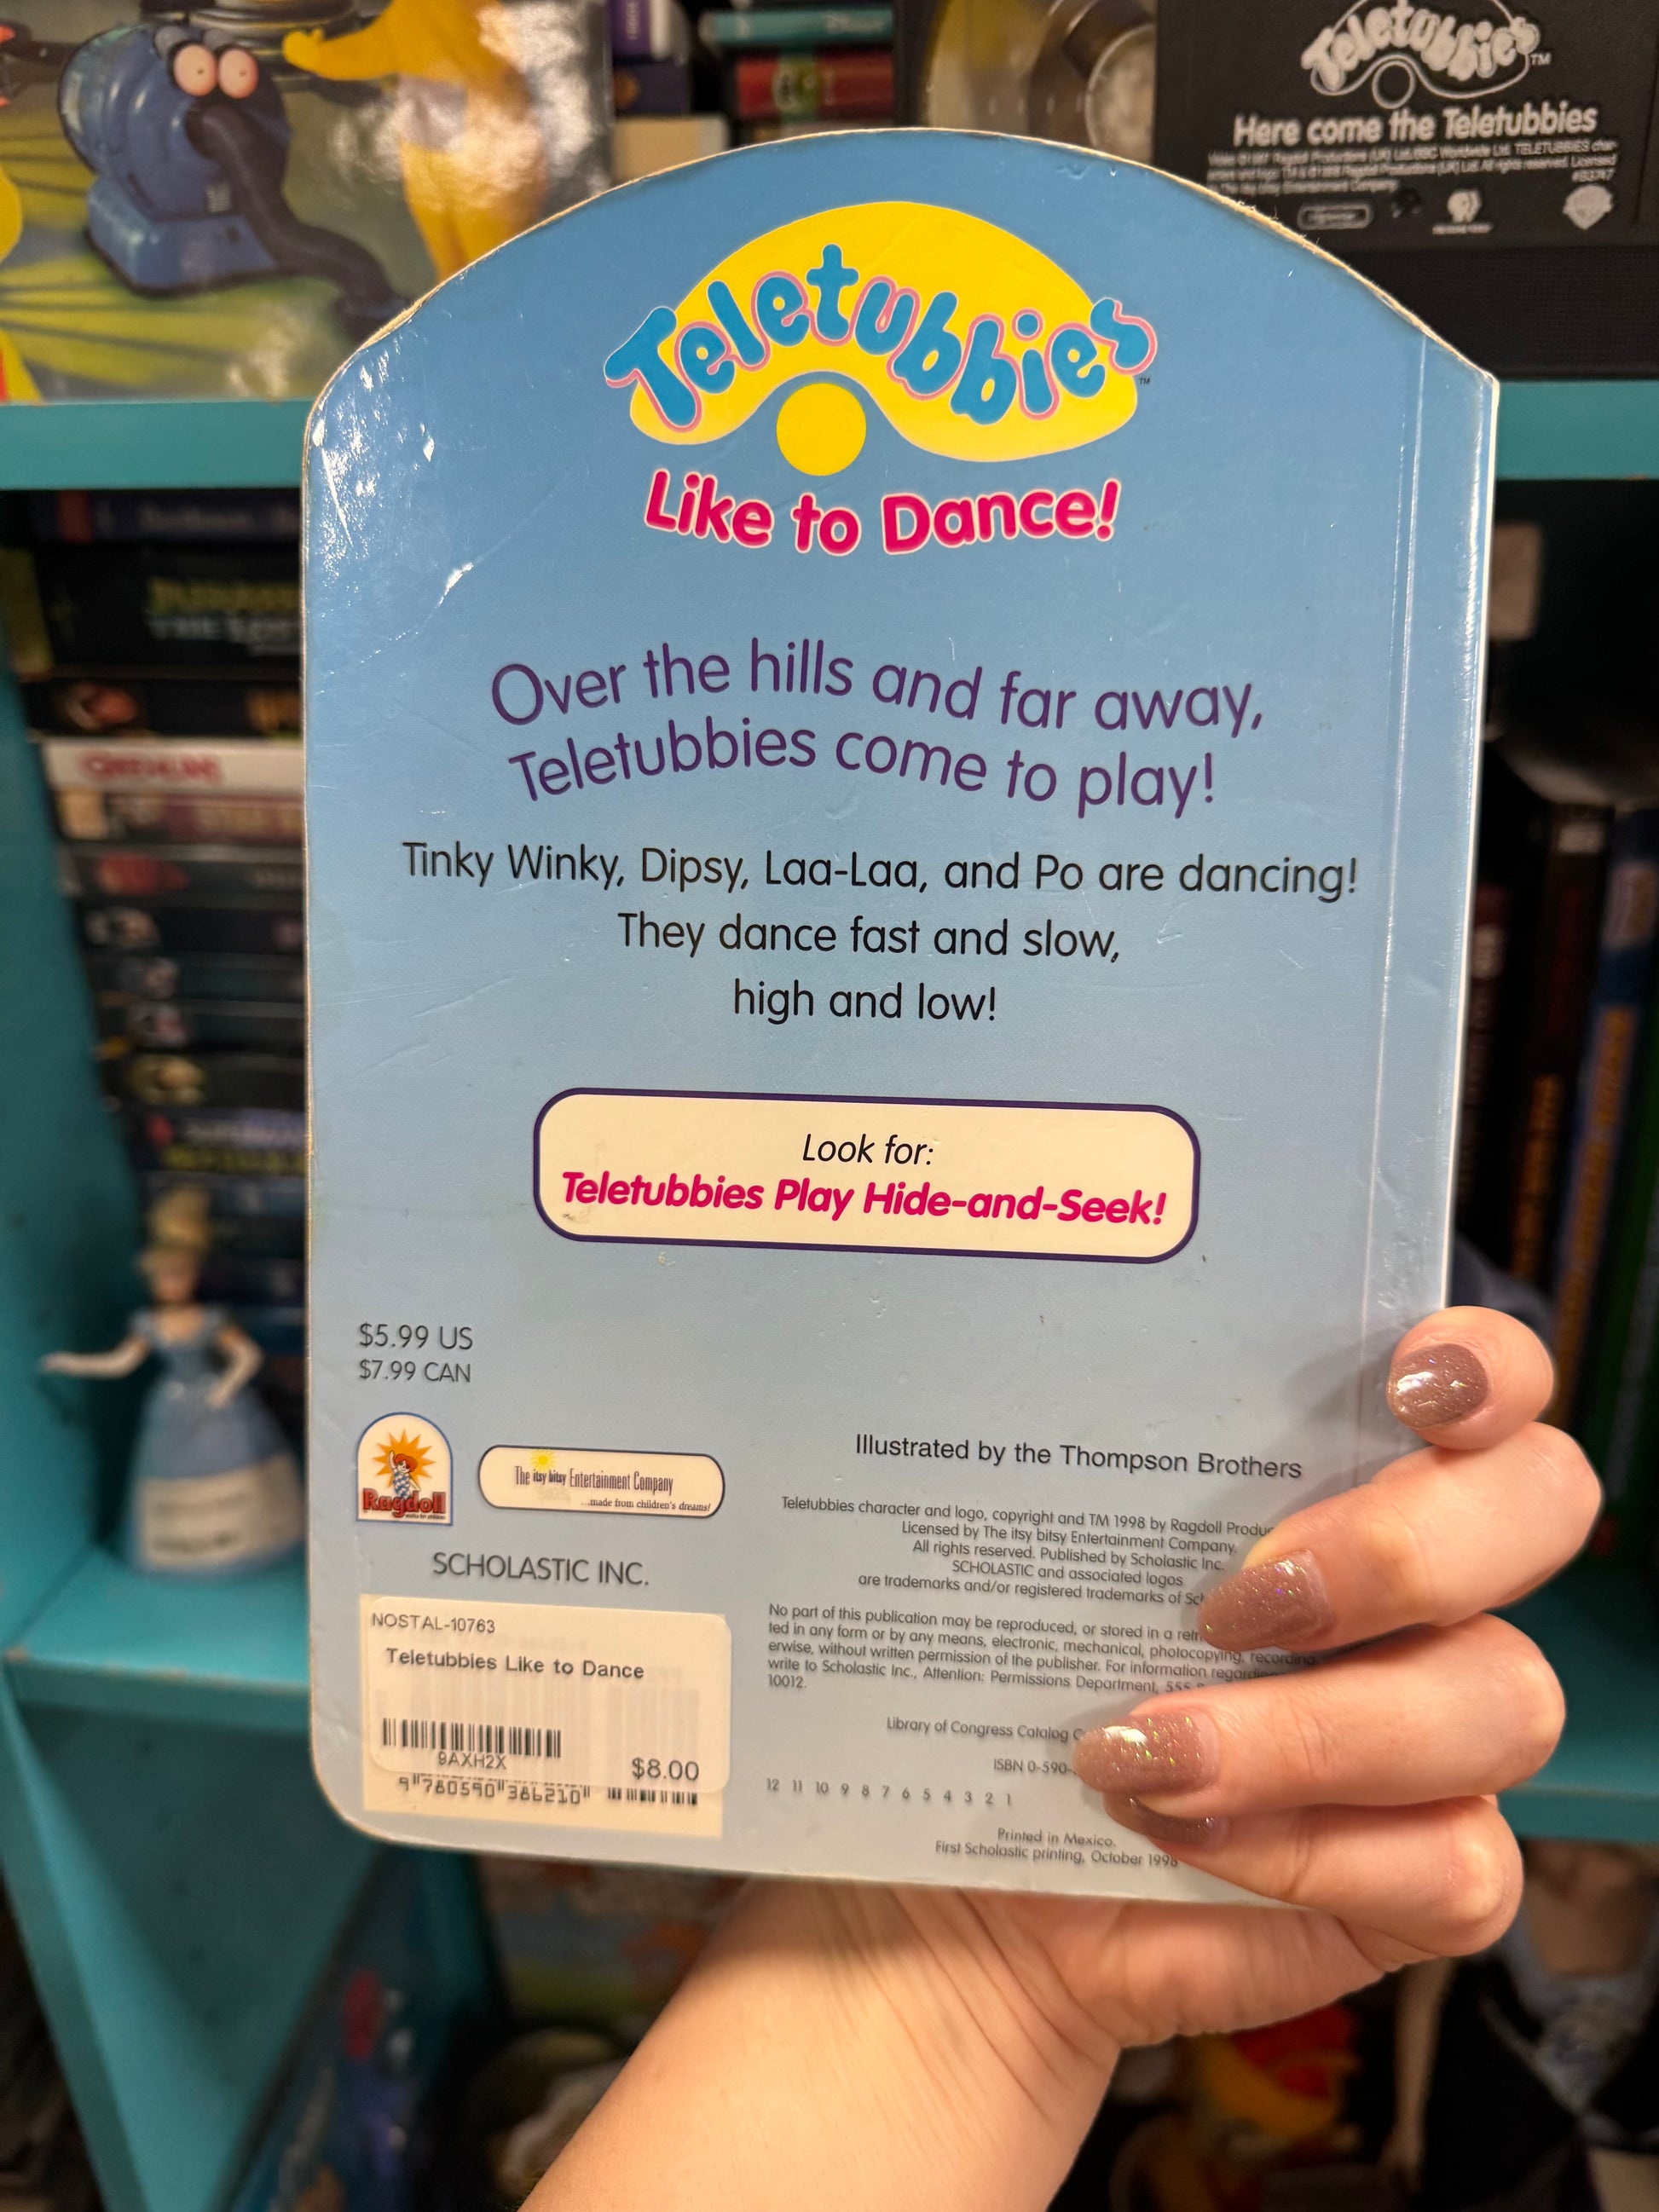 Teletubbies™
Here come the Teletubbies
Teletubbies™
Like to Dance!
Over the hills and far away,
Teletubbies come to play!
Tinky Winky, Dipsy, Laa-Laa, and Po are dancing!
They dance fast and slow,
high and low!
Look for:
Teletubbies Play Hide-and-Seek!
$5.99 US
$7.99 CAN
Ragdoll
The itsy bitsy Entertainment Company
...made from children's dreams!
SCHOLASTIC INC.
NOSTAL-10763
Teletubbies Like to Dance
9AXH2X
$8.00
9 780590 386210
Illustrated by the Thompson Brothers
Teletubbies character and logo, copyright and TM 1998 by Ragdoll
Licensed by The itsy bitsy Entertainment Company.
All rights reserved. Published by Scholastic Inc.
SCHOLASTIC and associated logos
are trademarks and/or registered trademarks of
No part of this publication may be reproduced, or stored in a
ted in any form or by any means, electronic, mechanical, photocopying, recording,
erwise, without written permission of the publisher. For information
write to Scholastic Inc., Attention: Permissions Department, 555
10012.
Library of Congress Catalog
ISBN 0-590-
12 11 10 9 8 7 6 5 4 3 2 1
Printed in Mexico.
First Scholastic printing, October 1998
GREMLINS